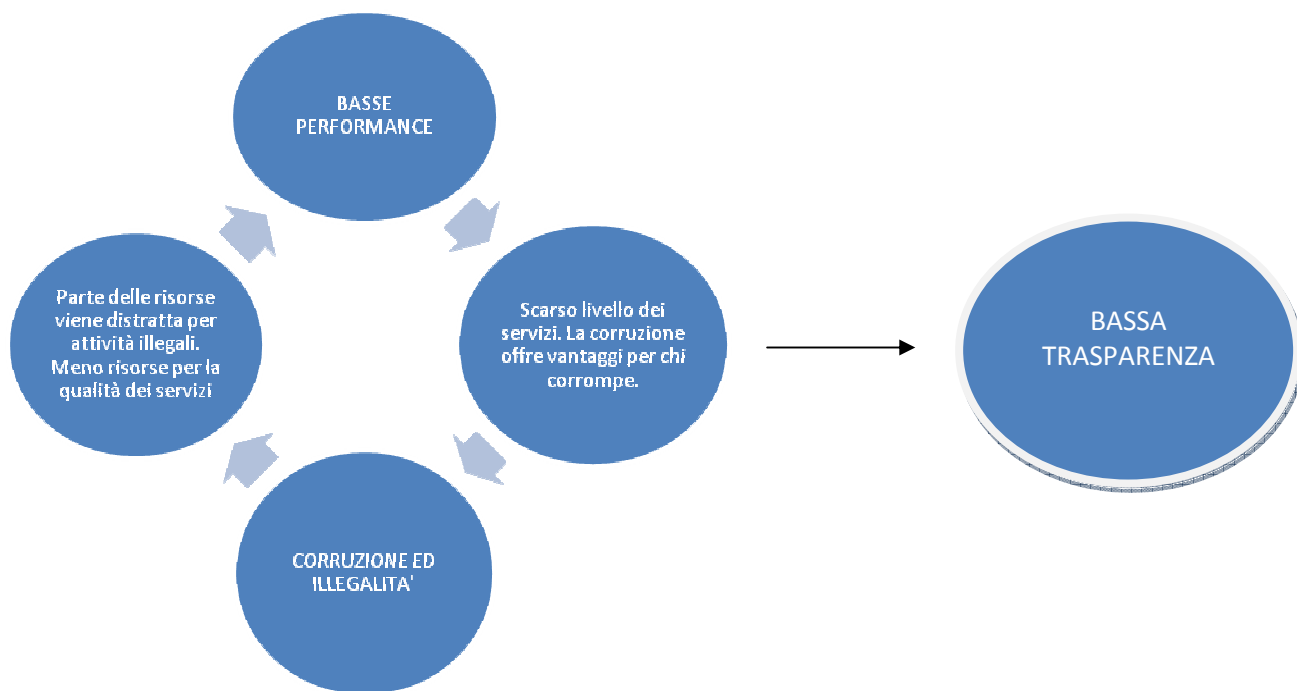 BASSE
PERFORMANCE
Scarso livello dei
servizi. La corruzione
offre vantaggi per chi
corrompe.
CORRUZIONE ED
ILLEGALITA'
Parte delle risorse
viene distratta per
attività illegali.
Meno risorse per la
qualità dei servizi
BASSA
TRASPARENZA